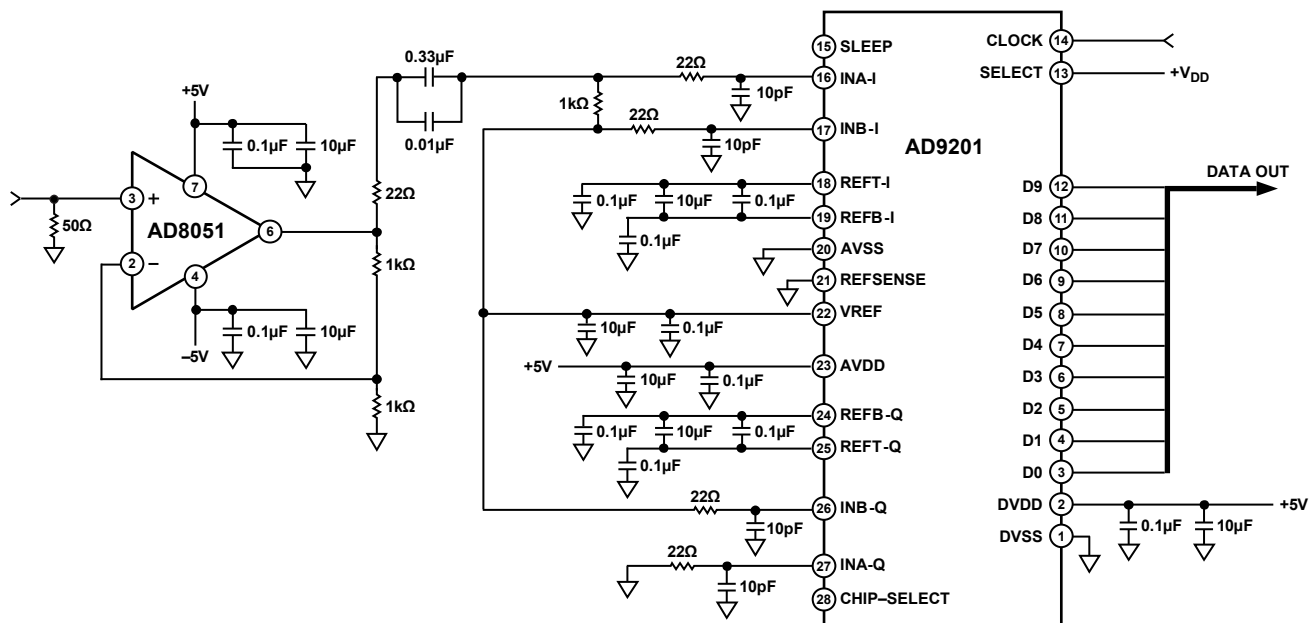 0.33µF
0.01µF
+5V
0.1µF 10µF
7
3 +
50Ω
AD8051
6
2 –
4
0.1µF 10µF
–5V
22Ω
1kΩ
1kΩ
1kΩ
22Ω
10pF
22Ω
10pF
0.1µF 10µF 0.1µF
0.1µF
10µF 0.1µF
+5V
10µF 0.1µF
0.1µF 10µF 0.1µF
0.1µF
22Ω
10pF
22Ω
10pF
AD9201
15 SLEEP
16 INA-I
17 INB-I
18 REFT-I
19 REFB-I
20 AVSS
21 REFSENSE
22 VREF
23 AVDD
24 REFB-Q
25 REFT-Q
26 INB-Q
27 INA-Q
28 CHIP–SELECT
CLOCK 14
SELECT 13 +VDD
DATA OUT
D9 12
D8 11
D7 10
D6 9
D5 8
D4 7
D3 6
D2 5
D1 4
D0 3
DVDD 2 +5V
0.1µF 10µF
DVSS 1